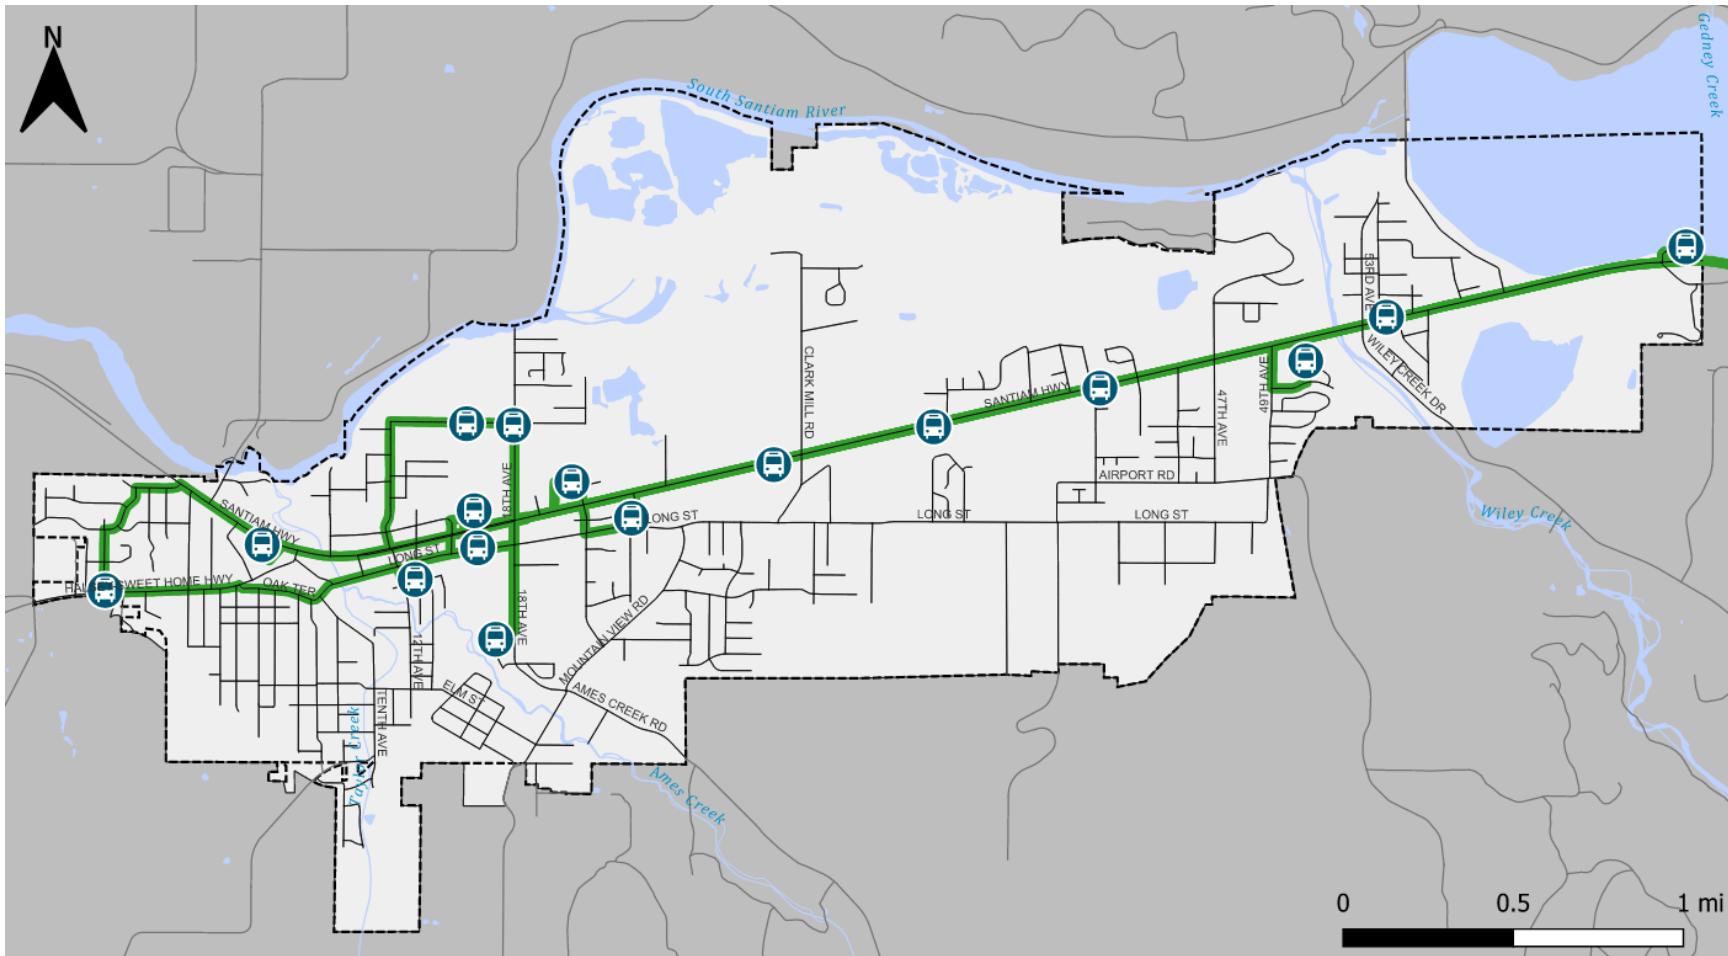 N
Gedney Creek
South Santiam River
53RD AVE
CLARK MILL RD
WILEY CREEK DR
SANTIAM HWY
49TH AVE
47TH AVE
18TH AVE
AIRPORT RD
SANTIAM HWY
LONG ST
LONG ST
LONG ST
Wiley Creek
LONG ST
SWEET HOME HWY
OAK TER
18TH AVE
MOUNTAIN VIEW RD
12TH AVE
ELM ST
AMES CREEK RD
TENTH AVE
Taylor Creek
Ames Creek
0 0.5 1 mi